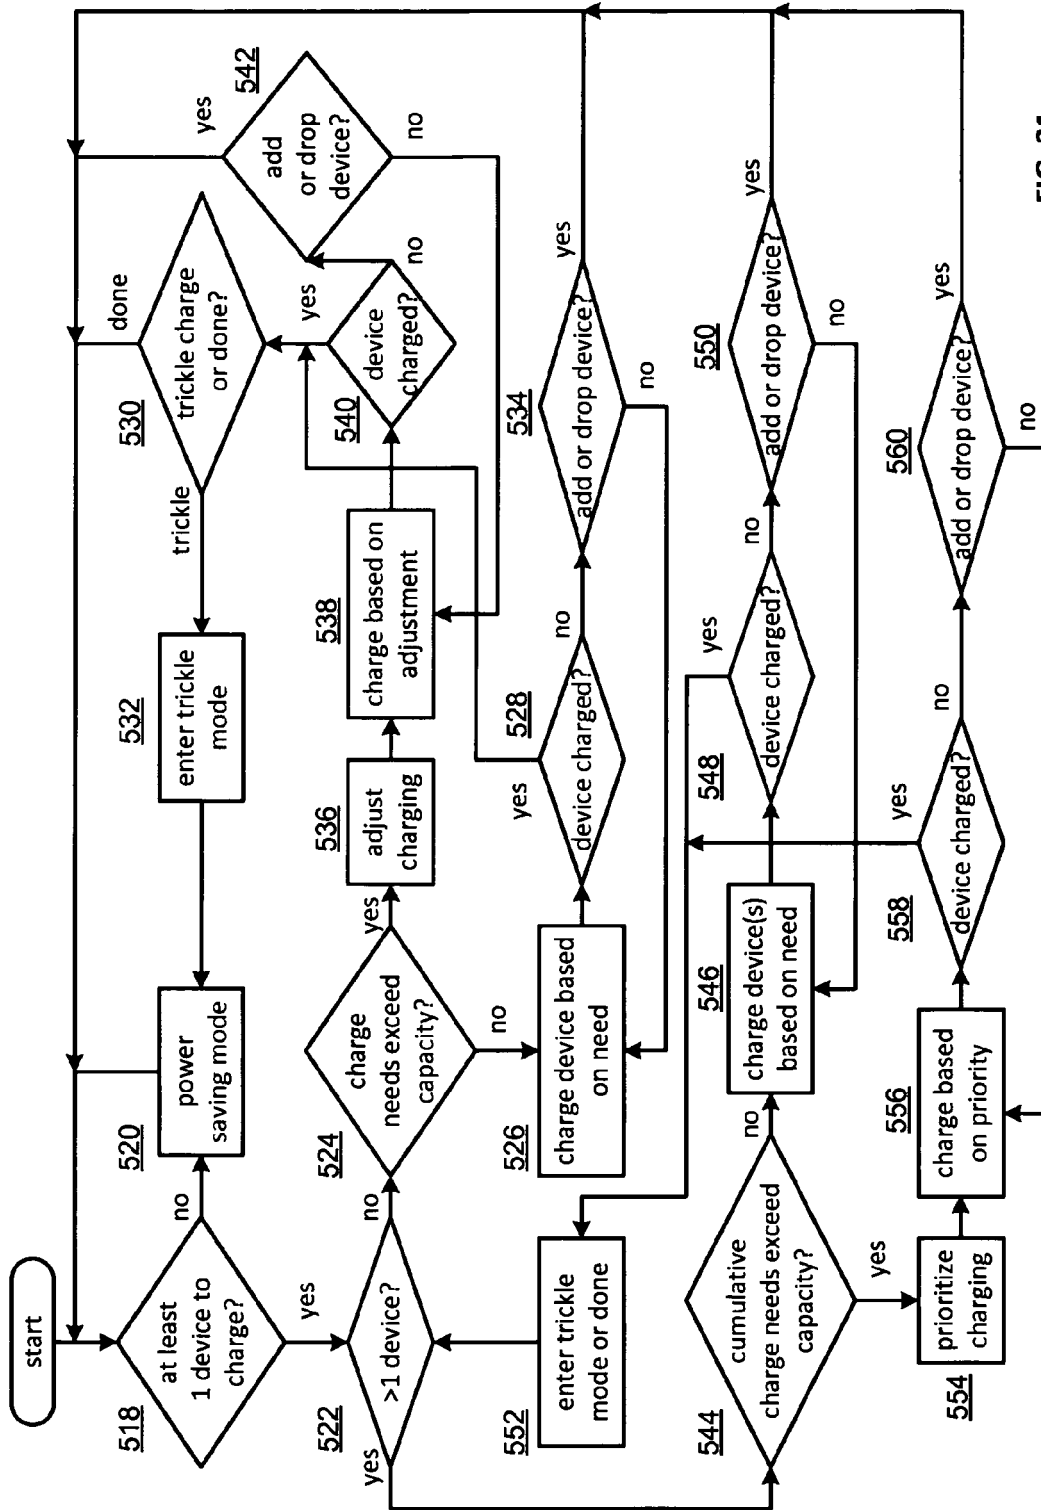 start
518
at least
1 device to
charge?
no
yes
520
power
saving mode
532
enter trickle
mode
trickle
530
trickle charge
or done?
done
542
add
or drop
device?
yes
no
522
>1 device?
no
yes
524
charge
needs exceed
capacity?
yes
no
536
adjust
charging
538
charge based on
adjustment
540
device
charged?
yes
no
526
charge device based
on need
528
device charged?
yes
no
534
add or drop device?
yes
no
552
enter trickle
mode or done
544
cumulative
charge needs exceed
capacity?
no
yes
546
charge device(s)
based on need
548
device charged?
yes
no
550
add or drop device?
yes
no
554
prioritize
charging
556
charge based
on priority
558
device charged?
yes
no
560
add or drop device?
yes
no